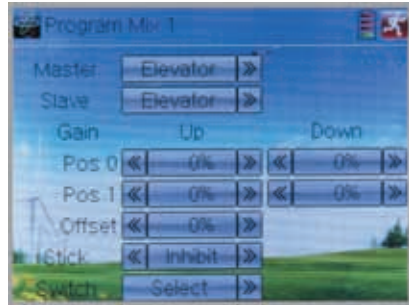 Program Mix 1
Master Elevator
Slave Elevator
Gain Up Down
Pos 0 0% 0%
Pos 1 0% 0%
Offset 0%
Stick Inhibit
Switch Select